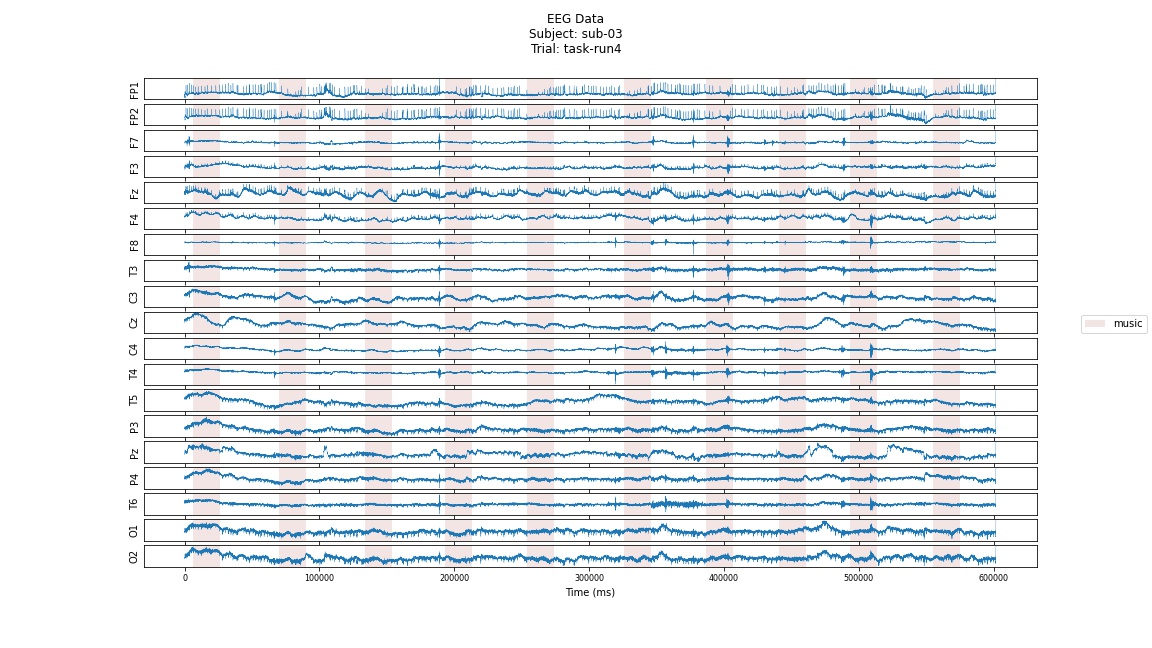 EEG Data
Subject: sub-03
Trial: task-run4
FP1
FP2
F7
F3
Fz
F4
F8
T3
C3
Cz
C4
T4
T5
P3
Pz
P4
T6
O1
O2
music
0 100000 200000 300000 400000 500000 600000
Time (ms)